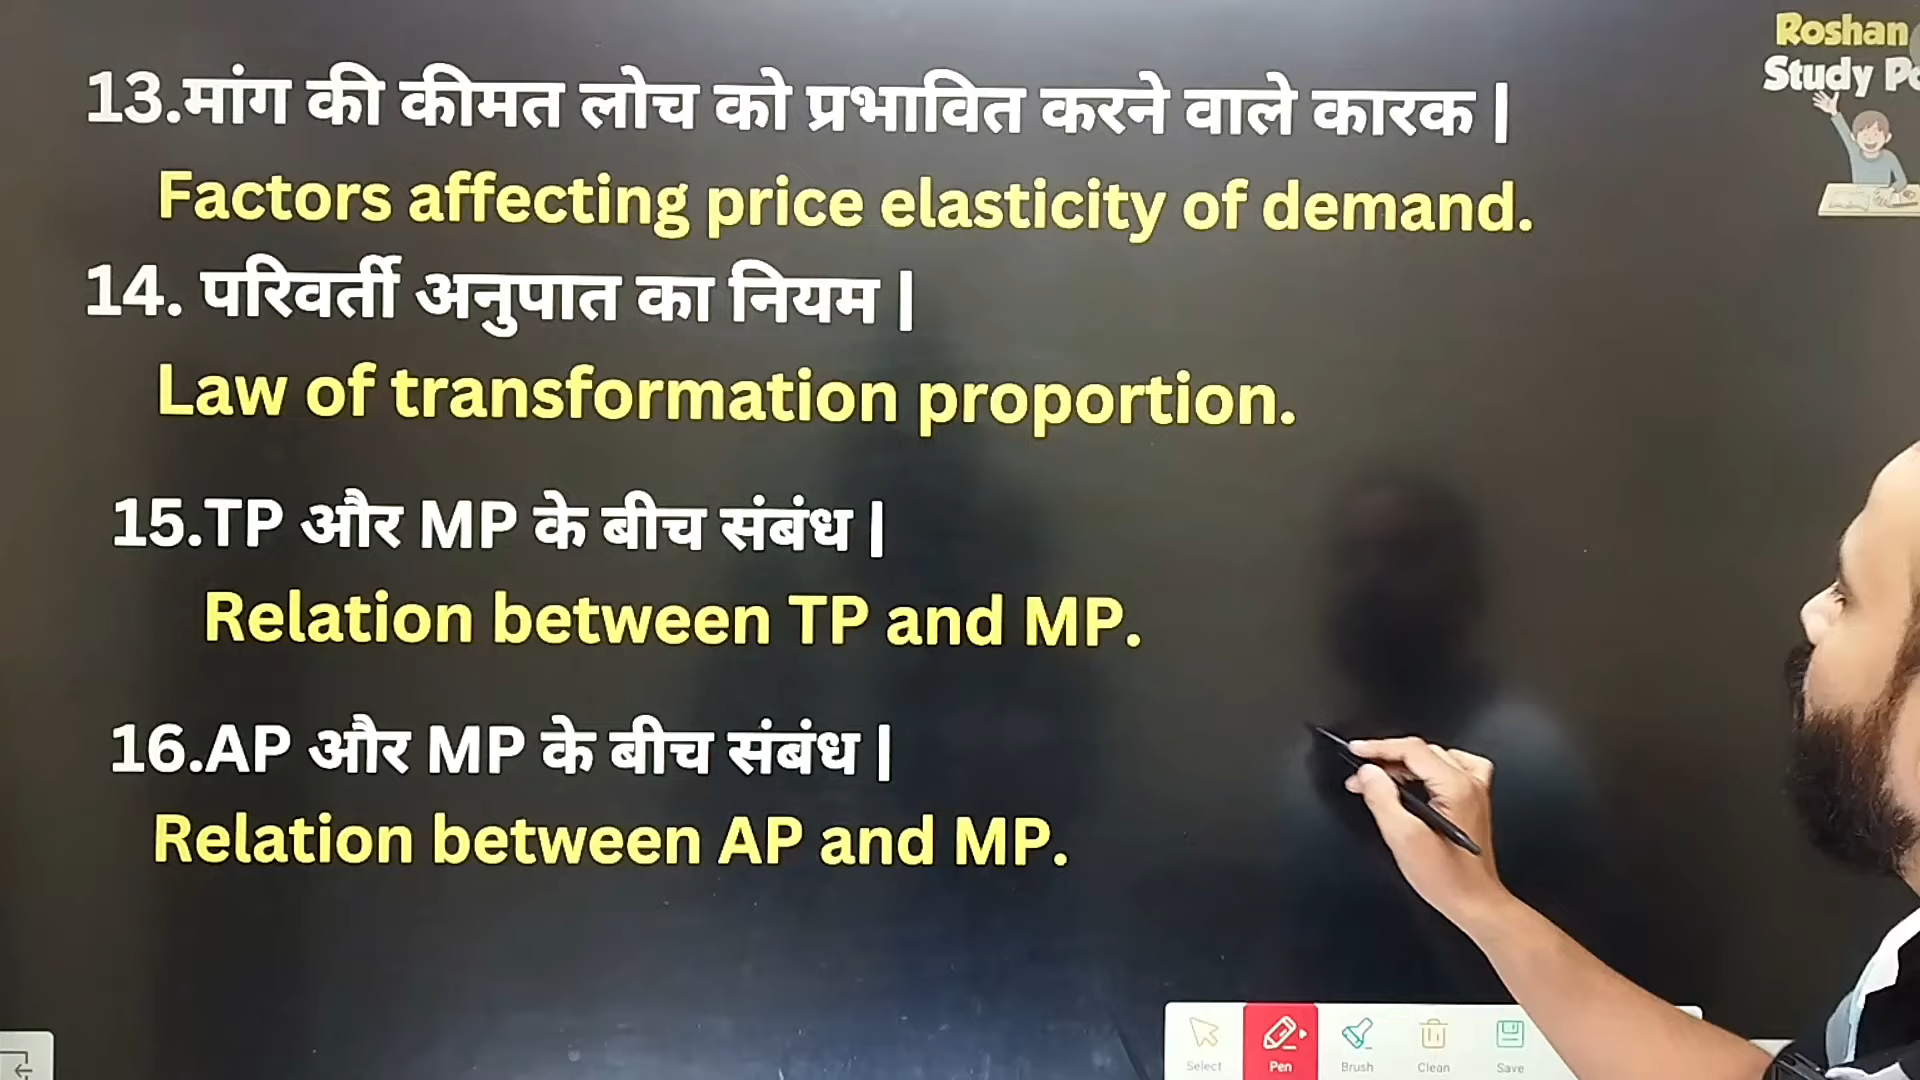 Roshan
Study
13.मांग की कीमत लोच को प्रभावित करने वाले कारक |
Factors affecting price elasticity of demand.
14. परिवर्ती अनुपात का नियम |
Law of transformation proportion.
15.TP और MP के बीच संबंध |
Relation between TP and MP.
16.AP और MP के बीच संबंध |
Relation between AP and MP.
Select Pen Brush Clean Save